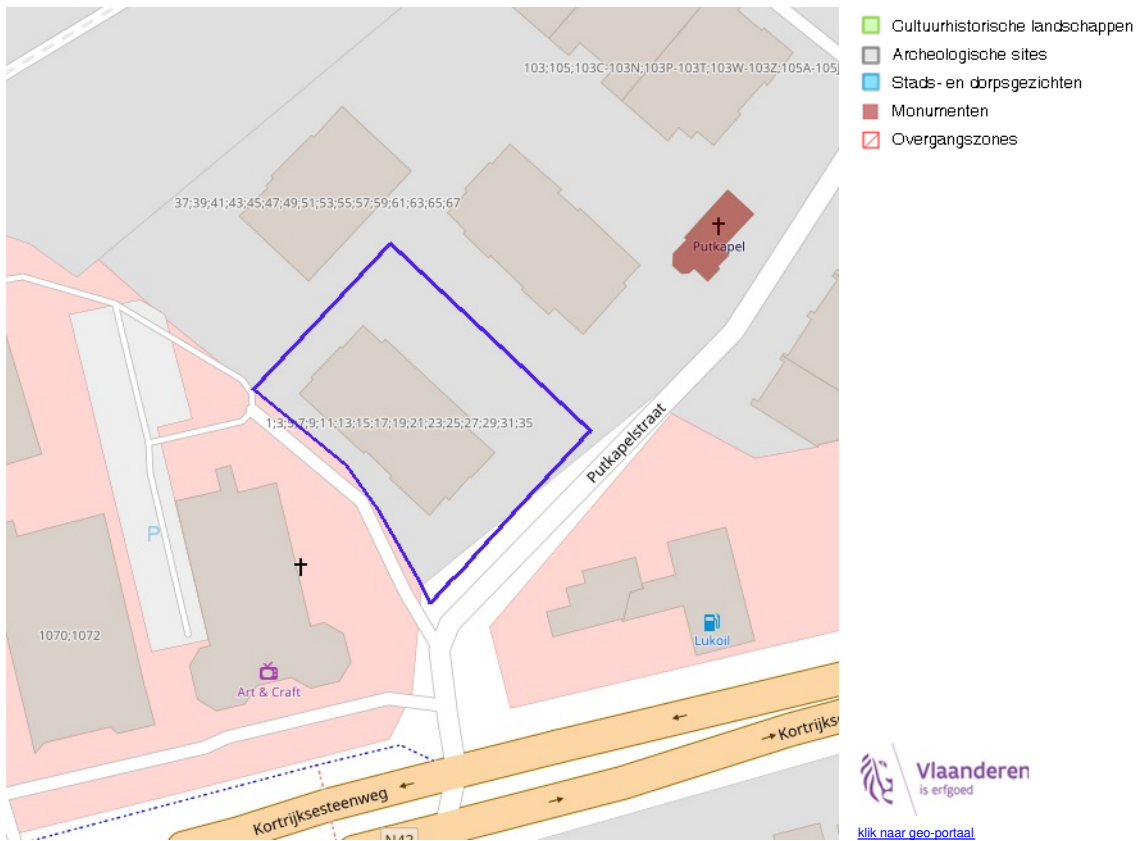 103;105;103C-103N;103P-103T;103W-103Z;105A-105
37;39;41;43;45;47;49;51;53;55;57;59;61;63;65;67
Putkapel
1;3;5;7;9;11;13;15;17;19;21;23;25;27;29;31;35
Putkapelstraat
P
1070;1072
Lukoil
Art & Craft
Kortrijks
Kortrijksesteenweg
N43
Cultuurhistorische landschappen
Archeologische sites
Stads- en dorpsgezichten
Monumenten
Overgangszones
Vlaanderen
is erfgoed
klik naar geo-portaal